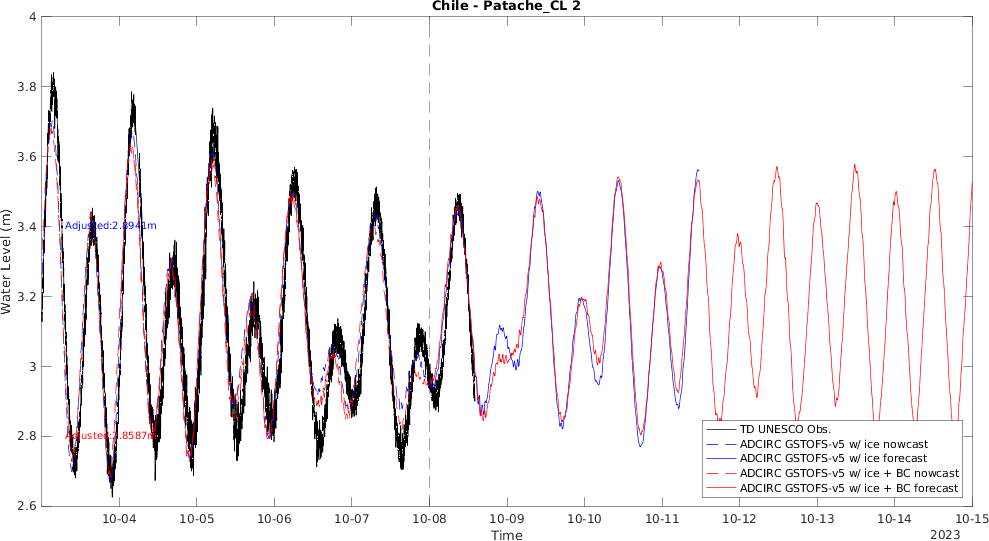 Chile - Patache_CL 2
Water Level (m)
4
3.8
3.6
3.4
3.2
3
2.8
2.6
Adjusted:2.8941m
Adjusted:2.8587m
TD UNESCO Obs.
ADCIRC GSTOFS-v5 w/ ice nowcast
ADCIRC GSTOFS-v5 w/ ice forecast
ADCIRC GSTOFS-v5 w/ ice + BC nowcast
ADCIRC GSTOFS-v5 w/ ice + BC forecast
10-04 10-05 10-06 10-07 10-08 10-09 10-10 10-11 10-12 10-13 10-14 10-15
Time
2023